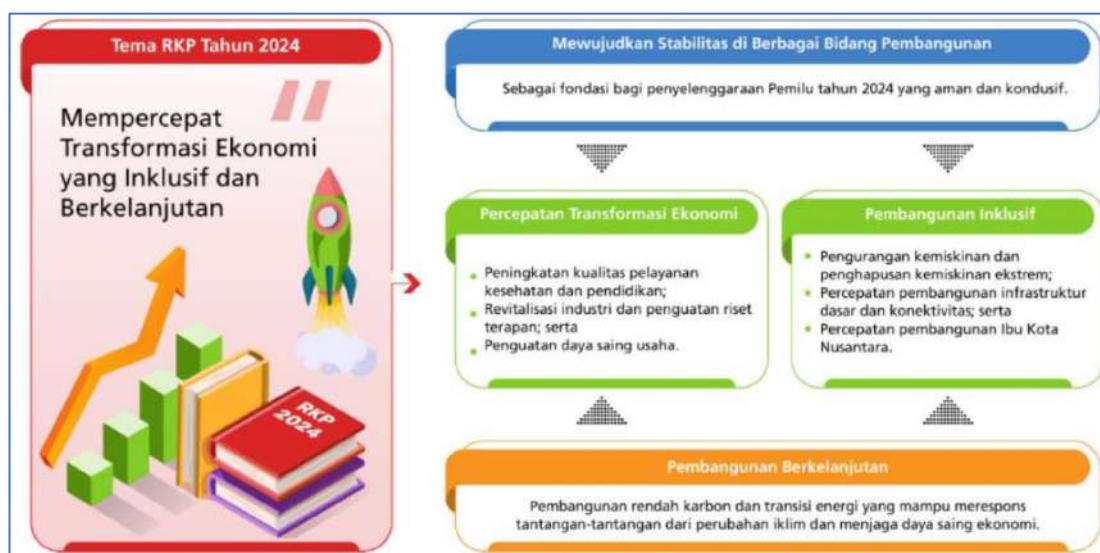 Tema RKP Tahun 2024
Mempercepat
Transformasi Ekonomi
yang Inklusif dan
Berkelanjutan
RKP
2024
Mewujudkan Stabilitas di Berbagai Bidang Pembangunan
Sebagai fondasi bagi penyelenggaraan Pemilu tahun 2024 yang aman dan kondusif.
Percepatan Transformasi Ekonomi
• Peningkatan kualitas pelayanan
kesehatan dan pendidikan;
• Revitalisasi industri dan penguatan riset
terapan; serta
• Penguatan daya saing usaha.
Pembangunan Inklusif
• Pengurangan kemiskinan dan
penghapusan kemiskinan ekstrem;
• Percepatan pembangunan infrastruktur
dasar dan konektivitas; serta
• Percepatan pembangunan Ibu Kota
Nusantara.
Pembangunan Berkelanjutan
Pembangunan rendah karbon dan transisi energi yang mampu merespons
tantangan-tantangan dari perubahan iklim dan menjaga daya saing ekonomi.